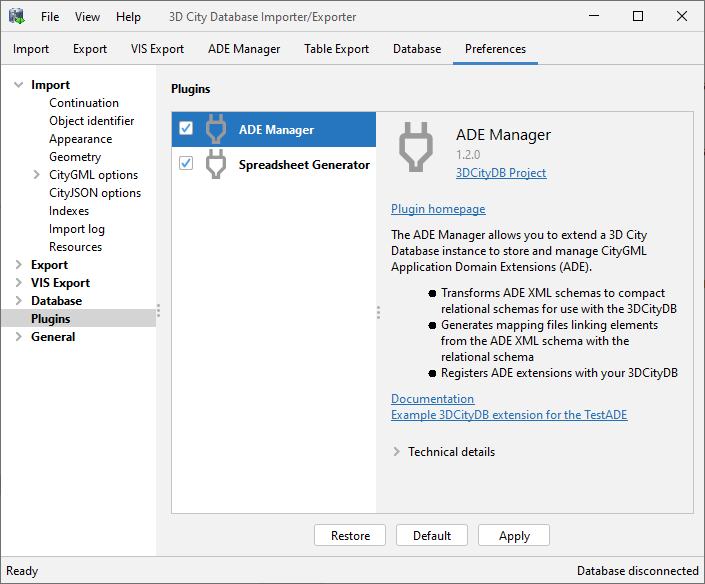 File View Help 3D City Database Importer/Exporter
Import Export VIS Export ADE Manager Table Export Database Preferences
Import
Continuation
Object identifier
Appearance
Geometry
CityGML options
CityJSON options
Indexes
Import log
Resources
Export
VIS Export
Database
Plugins
General
Plugins
ADE Manager
Spreadsheet Generator
ADE Manager
1.2.0
3DCityDB Project
Plugin homepage
The ADE Manager allows you to extend a 3D City
Database instance to store and manage CityGML
Application Domain Extensions (ADE).
● Transforms ADE XML schemas to compact
relational schemas for use with the 3DCityDB
● Generates mapping files linking elements
from the ADE XML schema with the
relational schema
● Registers ADE extensions with your 3DCityDB
Documentation
Example 3DCityDB extension for the TestADE
Technical details
Restore Default Apply
Ready Database disconnected